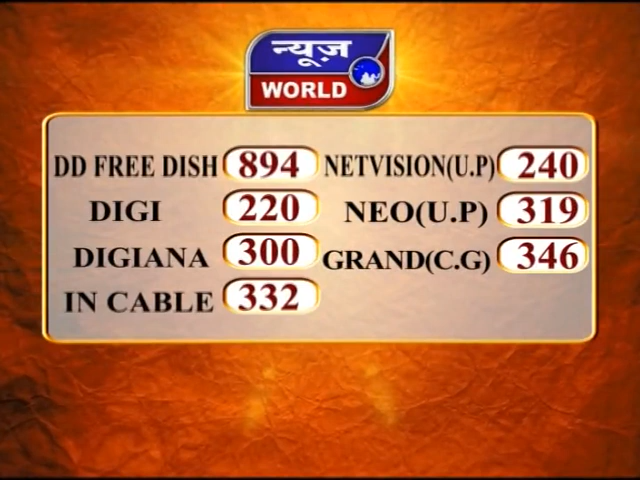 न्यूज़
WORLD
DD FREE DISH 894 NETVISION(U.P) 240
DIGI 220 NEO(U.P) 319
DIGIANA 300 GRAND(C.G) 346
IN CABLE 332